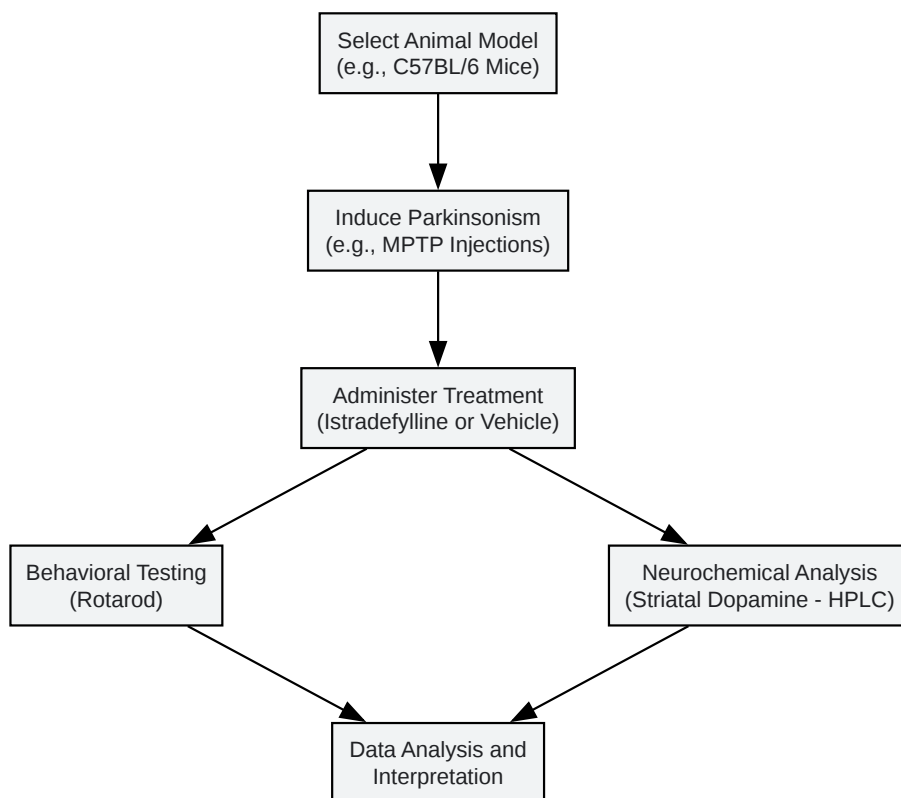 Select Animal Model
(e.g., C57BL/6 Mice)
Induce Parkinsonism
(e.g., MPTP Injections)
Administer Treatment
(Istradefylline or Vehicle)
Behavioral Testing
(Rotarod)
Neurochemical Analysis
(Striatal Dopamine - HPLC)
Data Analysis and
Interpretation